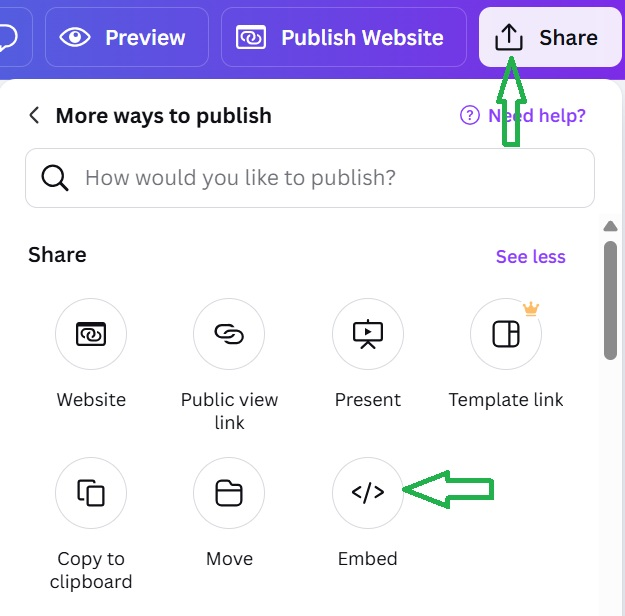 Preview
Publish Website
Share
More ways to publish
Need help?
How would you like to publish?
Share
See less
Website
Public view
link
Present
Template link
Copy to
clipboard
Move
</>
Embed